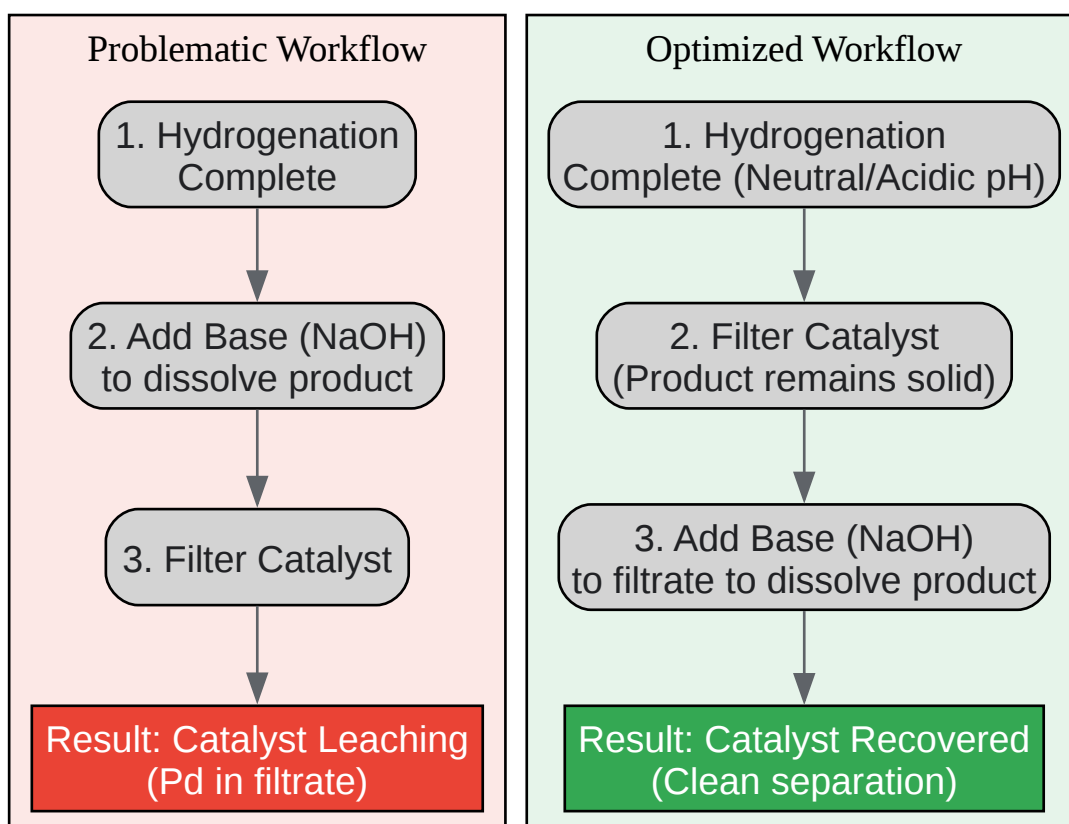 Problematic Workflow
1. Hydrogenation
Complete
2. Add Base (NaOH)
to dissolve product
3. Filter Catalyst
Result: Catalyst Leaching
(Pd in filtrate)
Optimized Workflow
1. Hydrogenation
Complete (Neutral/Acidic pH)
2. Filter Catalyst
(Product remains solid)
3. Add Base (NaOH)
to filtrate to dissolve product
Result: Catalyst Recovered
(Clean separation)